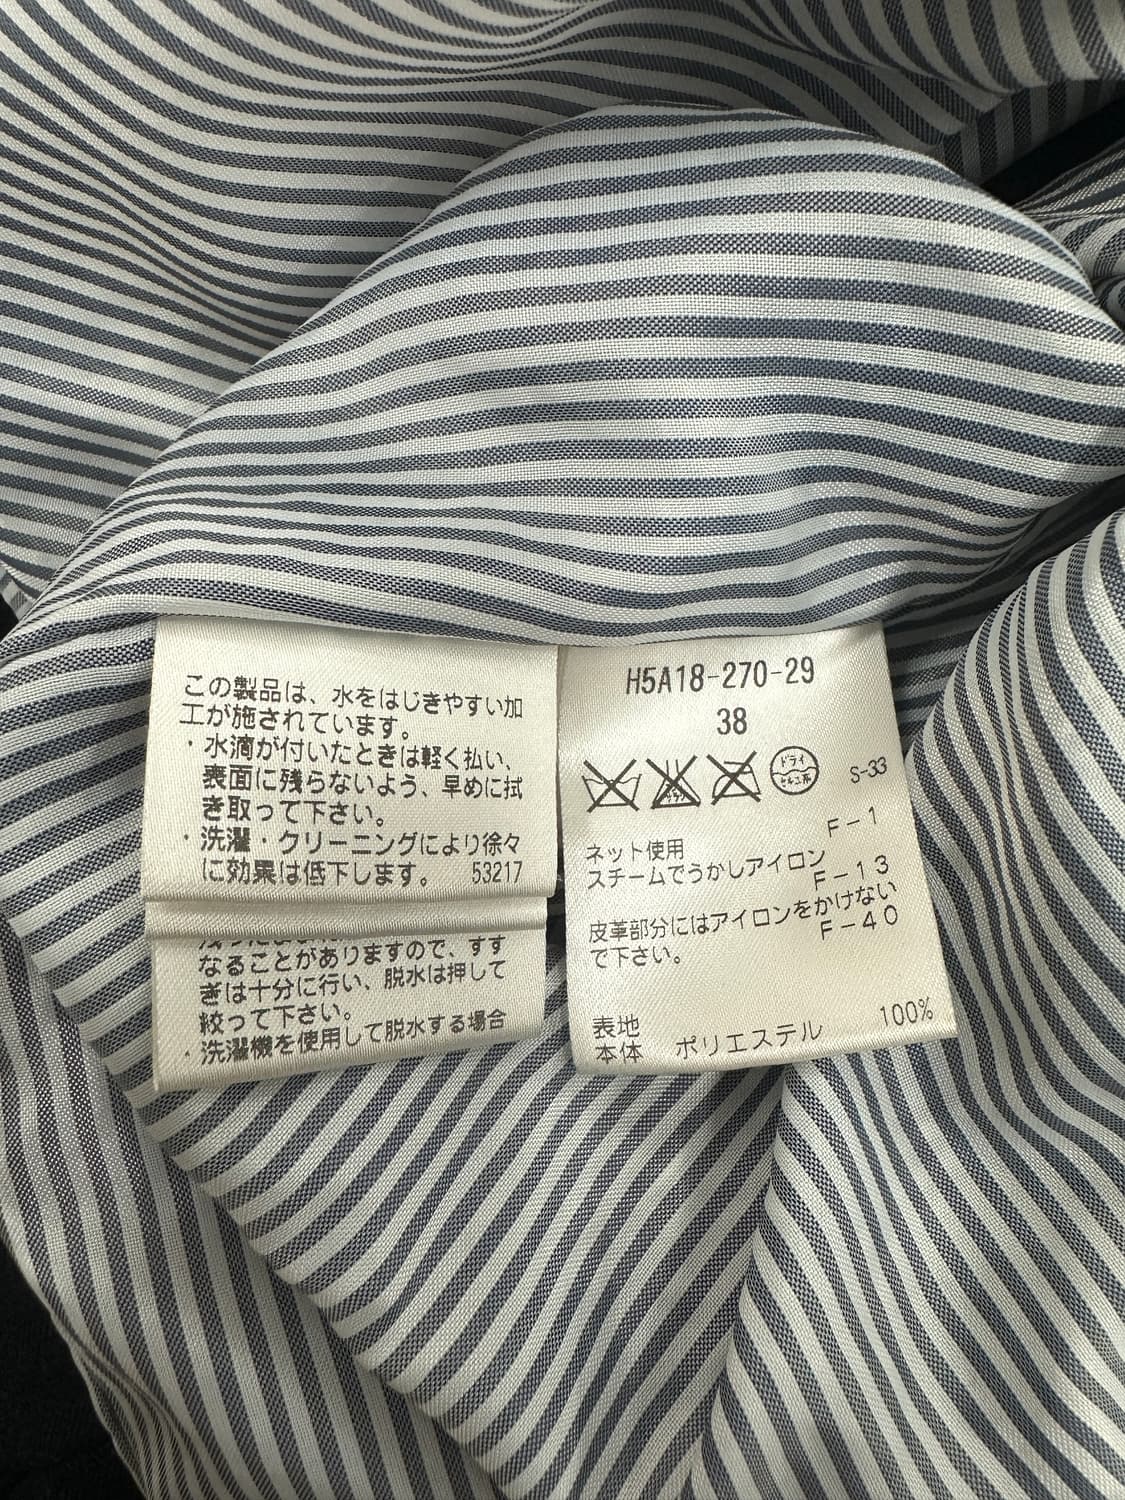 この製品は、水をはじきやすい加
工が施されています。
・水滴が付いたときは軽く払い、
表面に残らないよう、早めに拭
き取って下さい。
・洗濯・クリーニングにより徐々
に効果は低下します。 53217
なることがありますので、すす
ぎは十分に行い、脱水は押して
絞って下さい。
・洗濯機を使用して脱水する場合
H5A18-270-29
38
ドライ
セキユ系
S-33
F-1
ネット使用
スチームでうかしアイロン
F-13
皮革部分にはアイロンをかけない
で下さい。
F-40
表地
本体 ポリエステル 100%